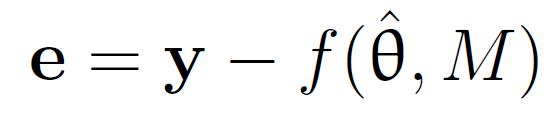 𝐞 = 𝐲 − f(θ̂, M)